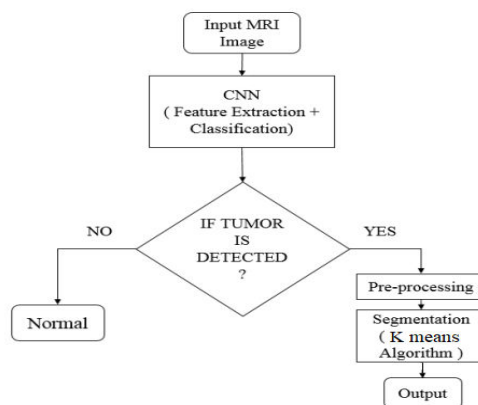 Input MRI
Image
CNN
( Feature Extraction +
Classification)
IF TUMOR
IS
DETECTED
?
NO
YES
Normal
Pre-processing
Segmentation
( K means
Algorithm )
Output